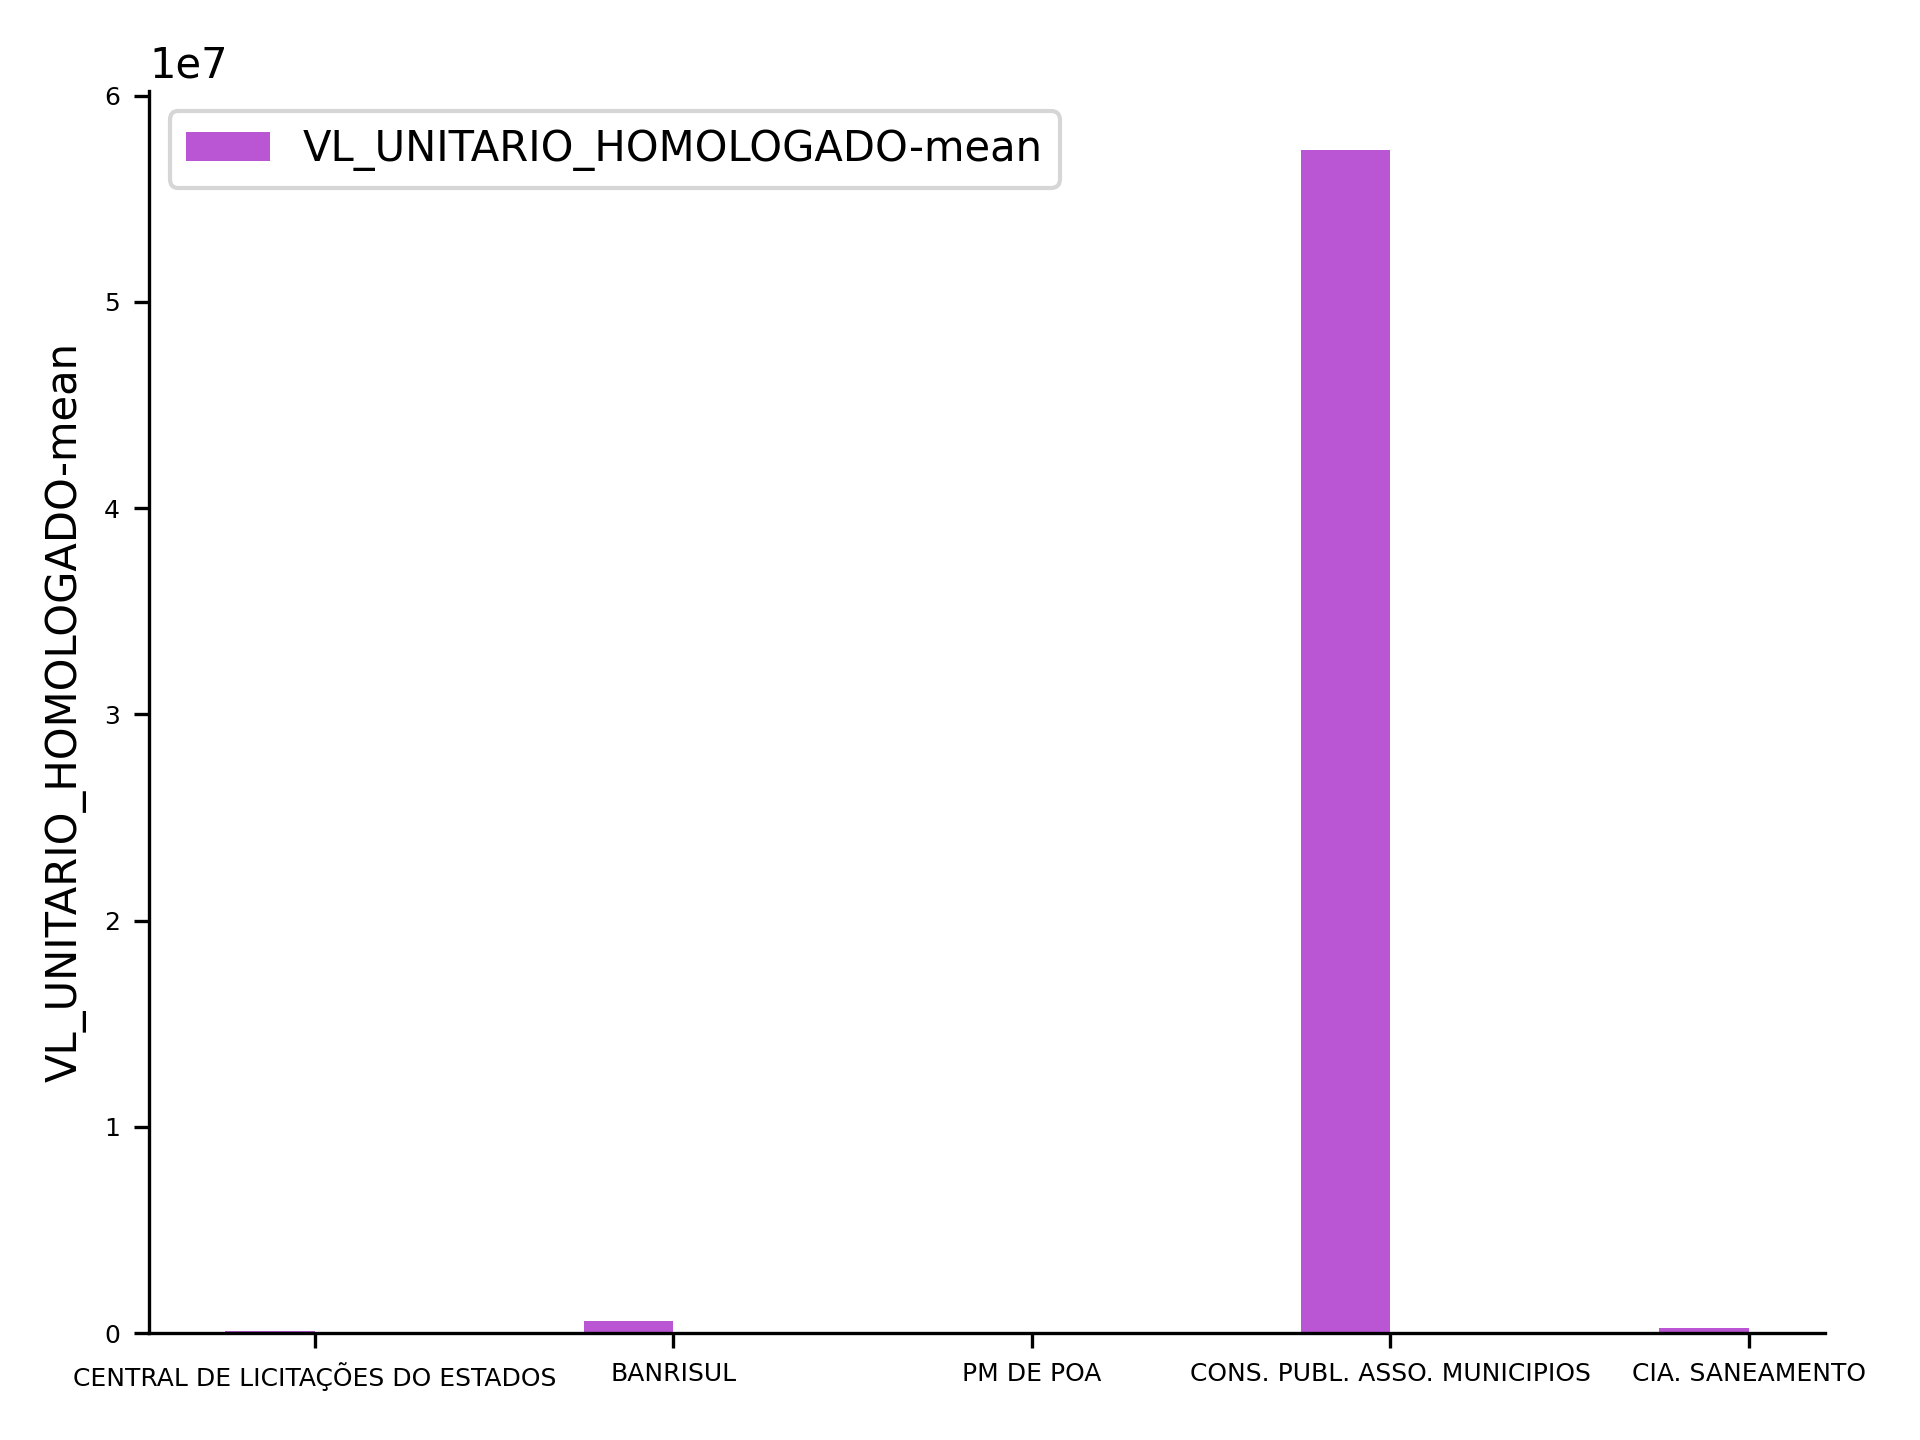 1e7
6
5
4
3
2
1
0
VL_UNITARIO_HOMOLOGADO-mean
VL_UNITARIO_HOMOLOGADO-mean
CENTRAL DE LICITAÇÕES DO ESTADOS
BANRISUL
PM DE POA
CONS. PUBL. ASSO. MUNICIPIOS
CIA. SANEAMENTO